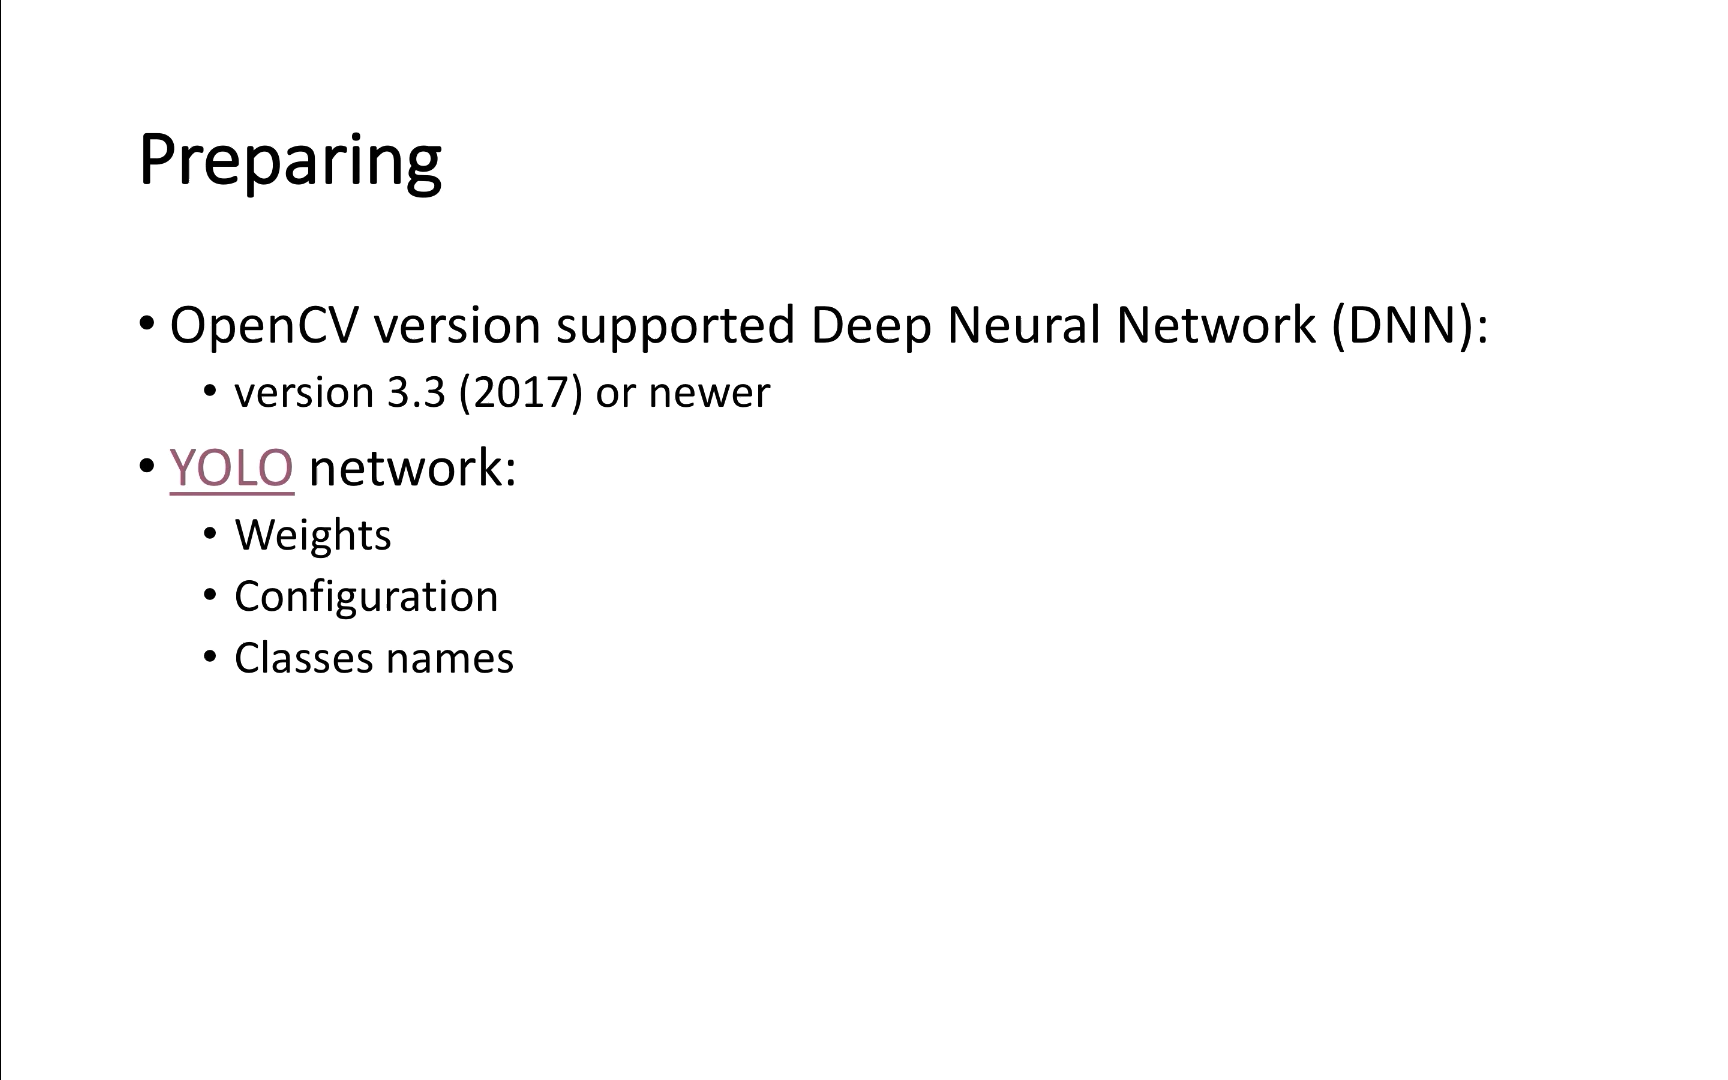 Preparing
• OpenCV version supported Deep Neural Network (DNN):
• version 3.3 (2017) or newer
• YOLO network:
• Weights
• Configuration
• Classes names